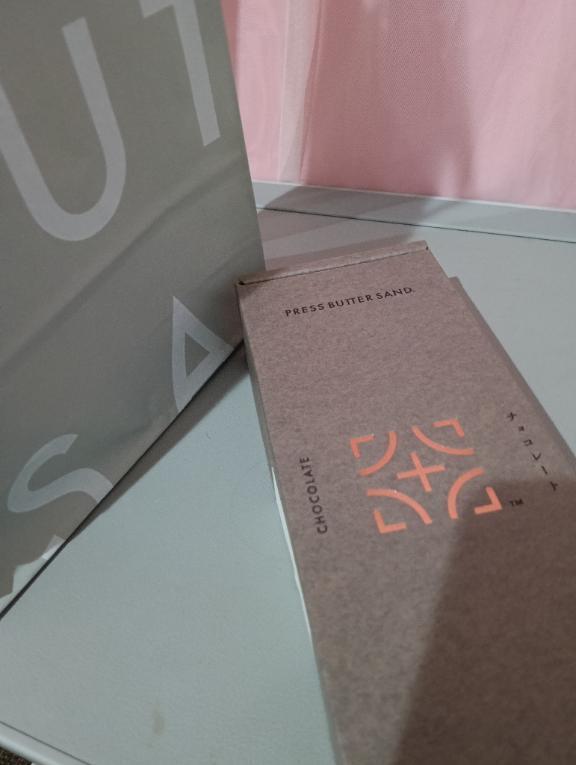 UT
SA
PRESS BUTTER SAND.
CHOCOLATE
チョコレート
TM